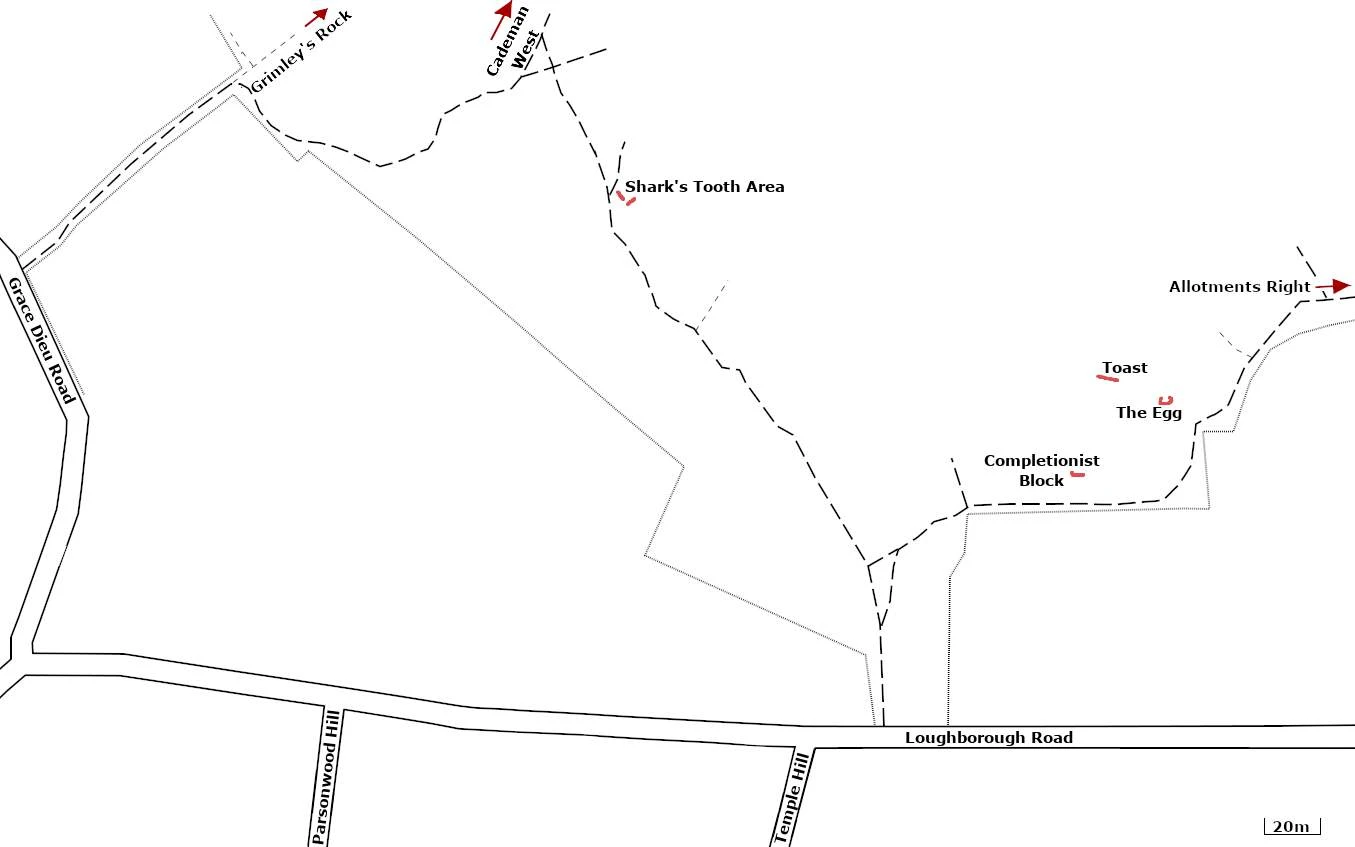 Grimley's Rock
Cademan
West
Shark's Tooth Area
Grace Dieu Road
Allotments Right
Toast
The Egg
Completionist
Block
Loughborough Road
Parsonwood Hill
Temple Hill
20m